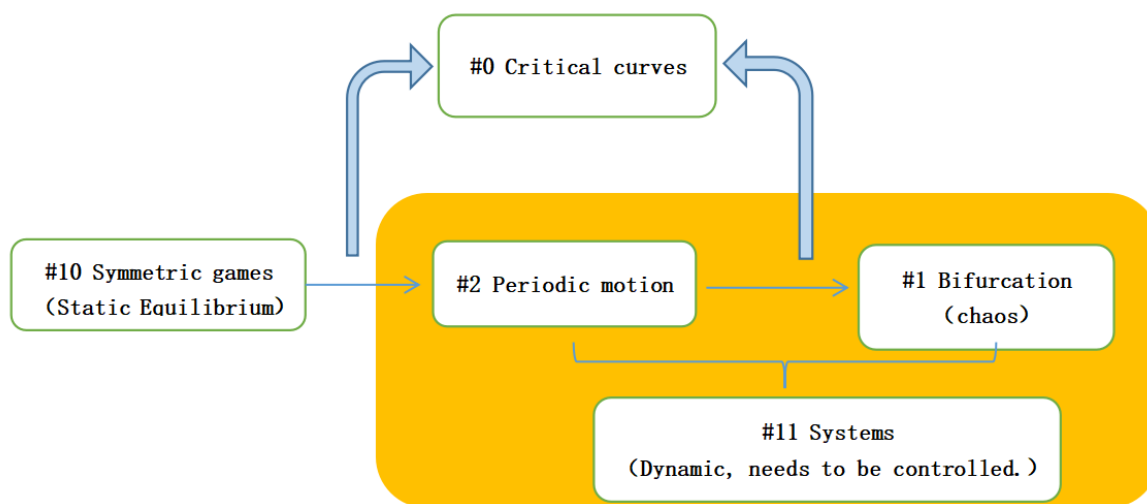 #0 Critical curves
#10 Symmetric games
（Static Equilibrium）
#2 Periodic motion
#1 Bifurcation
（chaos）
#11 Systems
（Dynamic, needs to be controlled.）